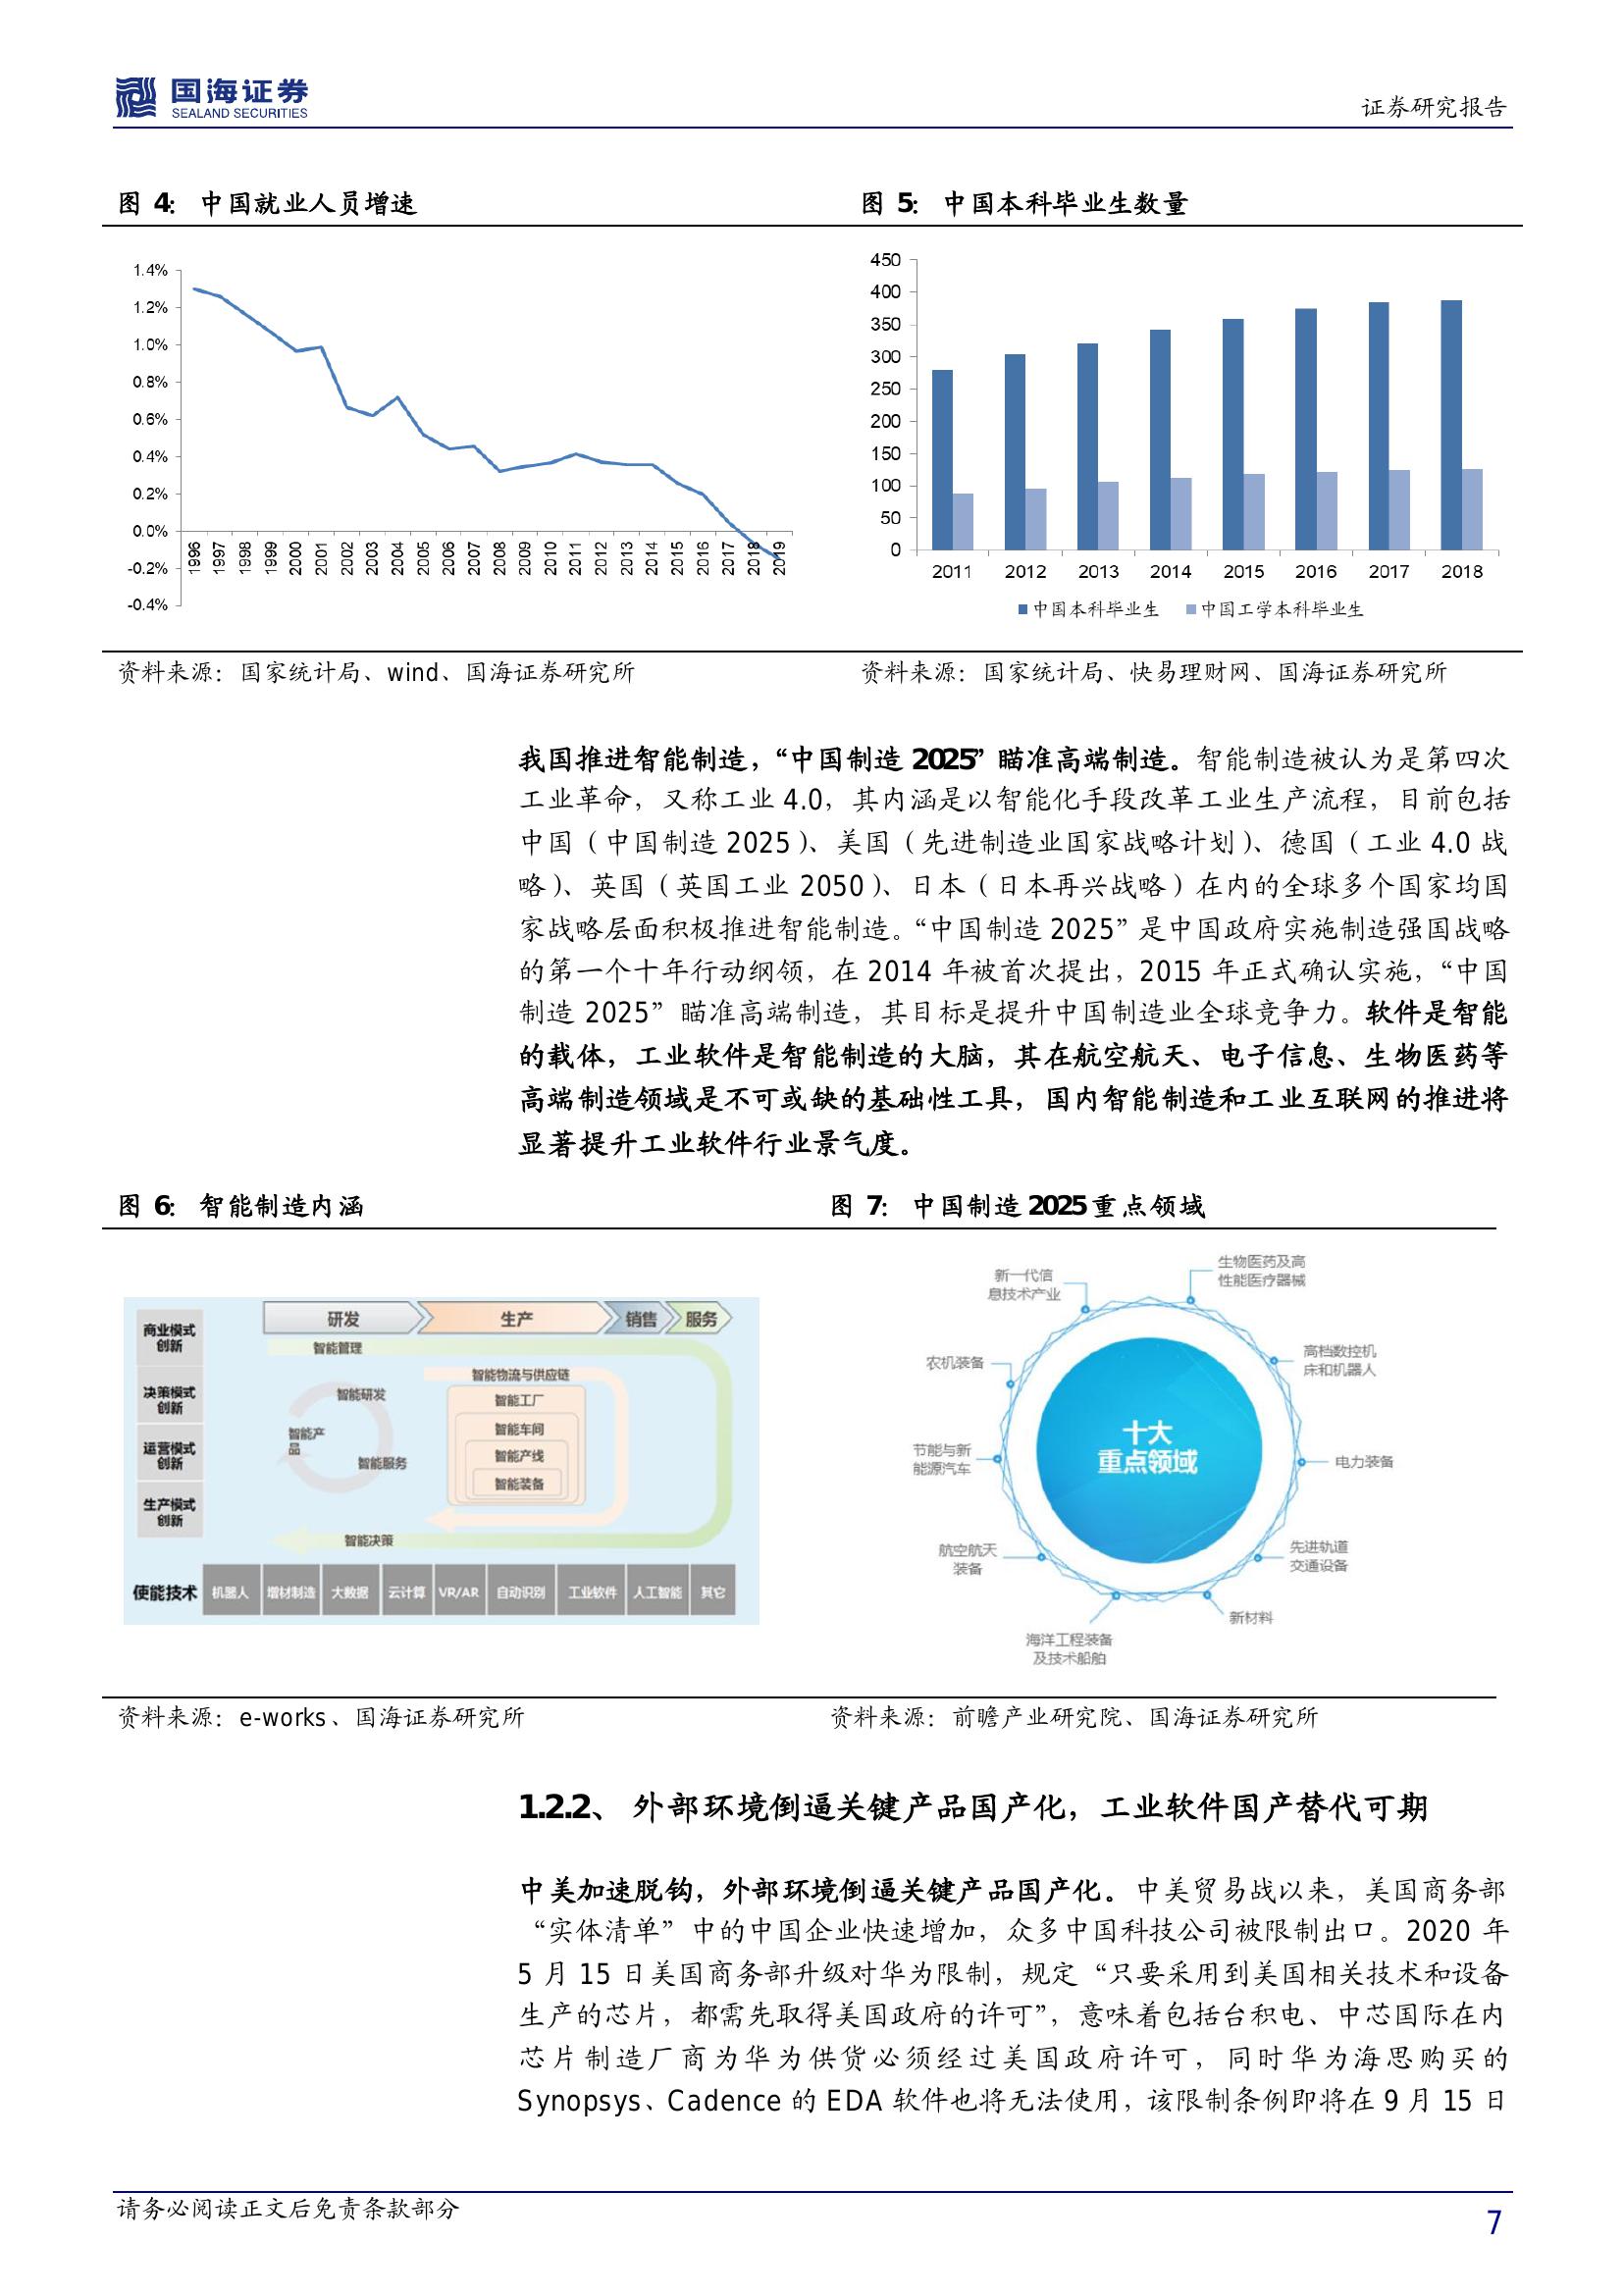 国海证券
SEALAND SECURITIES
证券研究报告
图 4: 中国就业人员增速
1.4%
1.2%
1.0%
0.8%
0.6%
0.4%
0.2%
0.0%
-0.2%
-0.4%
1996 1997 1998 1999 2000 2001 2002 2003 2004 2005 2006 2007 2008 2009 2010 2011 2012 2013 2014 2015 2016 2017 2018 2019
资料来源：国家统计局、wind、国海证券研究所
图 5: 中国本科毕业生数量
450
400
350
300
250
200
150
100
50
0
2011 2012 2013 2014 2015 2016 2017 2018
中国本科毕业生 中国工学本科毕业生
资料来源：国家统计局、快易理财网、国海证券研究所
我国推进智能制造，“中国制造 2025”瞄准高端制造。智能制造被认为是第四次
工业革命，又称工业 4.0，其内涵是以智能化手段改革工业生产流程，目前包括
中国（中国制造 2025）、美国（先进制造业国家战略计划）、德国（工业 4.0 战
略）、英国（英国工业 2050）、日本（日本再兴战略）在内的全球多个国家均国
家战略层面积极推进智能制造。“中国制造 2025”是中国政府实施制造强国战略
的第一个十年行动纲领，在 2014 年被首次提出，2015 年正式确认实施，“中国
制造 2025” 瞄准高端制造，其目标是提升中国制造业全球竞争力。软件是智能
的载体，工业软件是智能制造的大脑，其在航空航天、电子信息、生物医药等
高端制造领域是不可或缺的基础性工具，国内智能制造和工业互联网的推进将
显著提升工业软件行业景气度。
图 6: 智能制造内涵
研发 生产 销售 服务
商业模式
创新
决策模式
创新
运营模式
创新
生产模式
创新
智能管理
智能物流与供应链
智能研发
智能产
品
智能服务
智能工厂
智能车间
智能产线
智能装备
智能决策
使能技术 机器人 增材制造 大数据 云计算 VR/AR 自动识别 工业软件 人工智能 其它
资料来源：e-works、国海证券研究所
图 7: 中国制造 2025 重点领域
新一代信
息技术产业
生物医药及高
性能医疗器械
农机装备
高档数控机
床和机器人
十大
重点领域
节能与新
能源汽车
电力装备
航空航天
装备
先进轨道
交通设备
新材料
海洋工程装备
及技术船舶
资料来源：前瞻产业研究院、国海证券研究所
1.2.2、 外部环境倒逼关键产品国产化，工业软件国产替代可期
中美加速脱钩，外部环境倒逼关键产品国产化。中美贸易战以来，美国商务部
“实体清单”中的中国企业快速增加，众多中国科技公司被限制出口。2020 年
5 月 15 日美国商务部升级对华为限制，规定“只要采用到美国相关技术和设备
生产的芯片，都需先取得美国政府的许可”，意味着包括台积电、中芯国际在内
芯片制造厂商为华为供货必须经过美国政府许可，同时华为海思购买的
Synopsys、Cadence 的 EDA 软件也将无法使用，该限制条例即将在 9 月 15 日
请务必阅读正文后免责条款部分
7